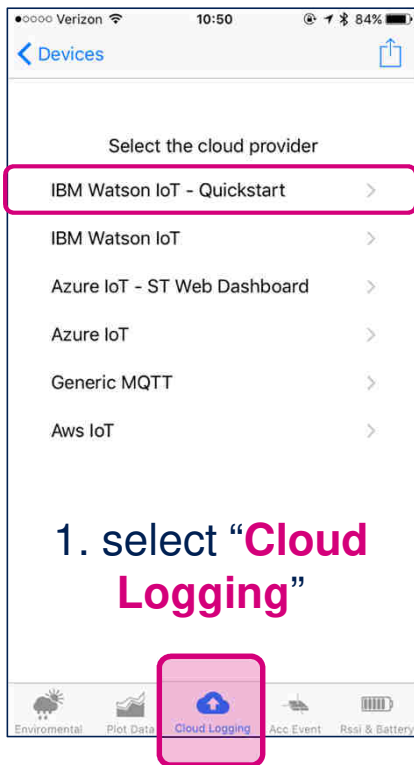 ●○○○○ Verizon 10:50 84%
Devices
Select the cloud provider
IBM Watson IoT - Quickstart
IBM Watson IoT
Azure IoT - ST Web Dashboard
Azure IoT
Generic MQTT
Aws IoT
1. select “Cloud
Logging”
Enviromental Plot Data Cloud Logging Acc Event Rssi & Battery